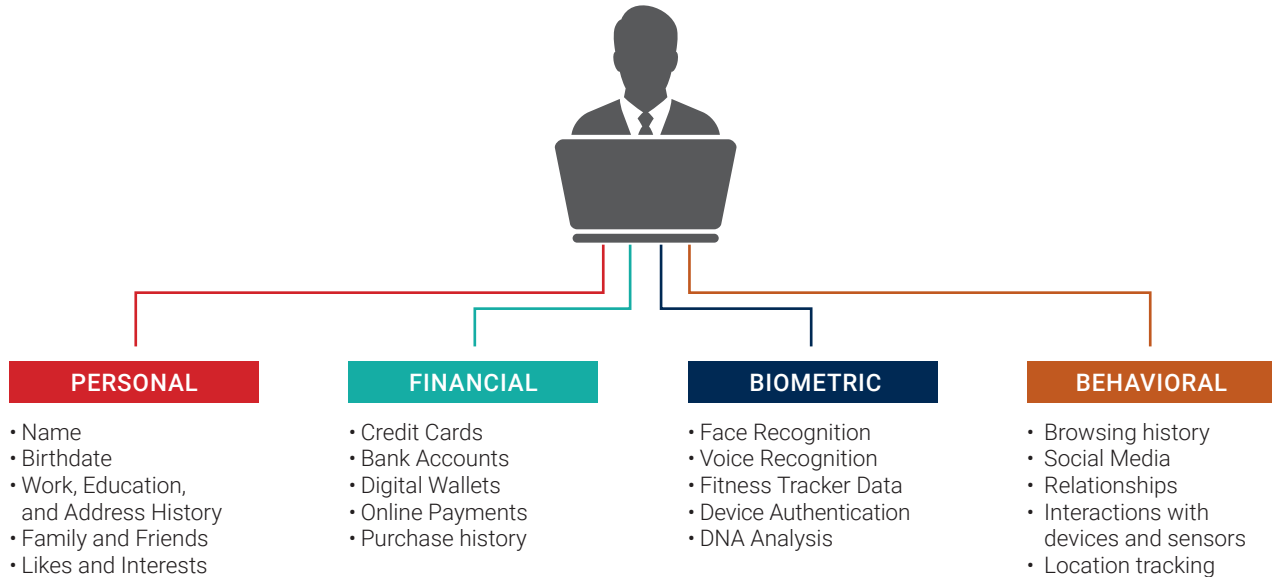 PERSONAL
• Name
• Birthdate
• Work, Education,
and Address History
• Family and Friends
• Likes and Interests
FINANCIAL
• Credit Cards
• Bank Accounts
• Digital Wallets
• Online Payments
• Purchase history
BIOMETRIC
• Face Recognition
• Voice Recognition
• Fitness Tracker Data
• Device Authentication
• DNA Analysis
BEHAVIORAL
• Browsing history
• Social Media
• Relationships
• Interactions with
devices and sensors
• Location tracking